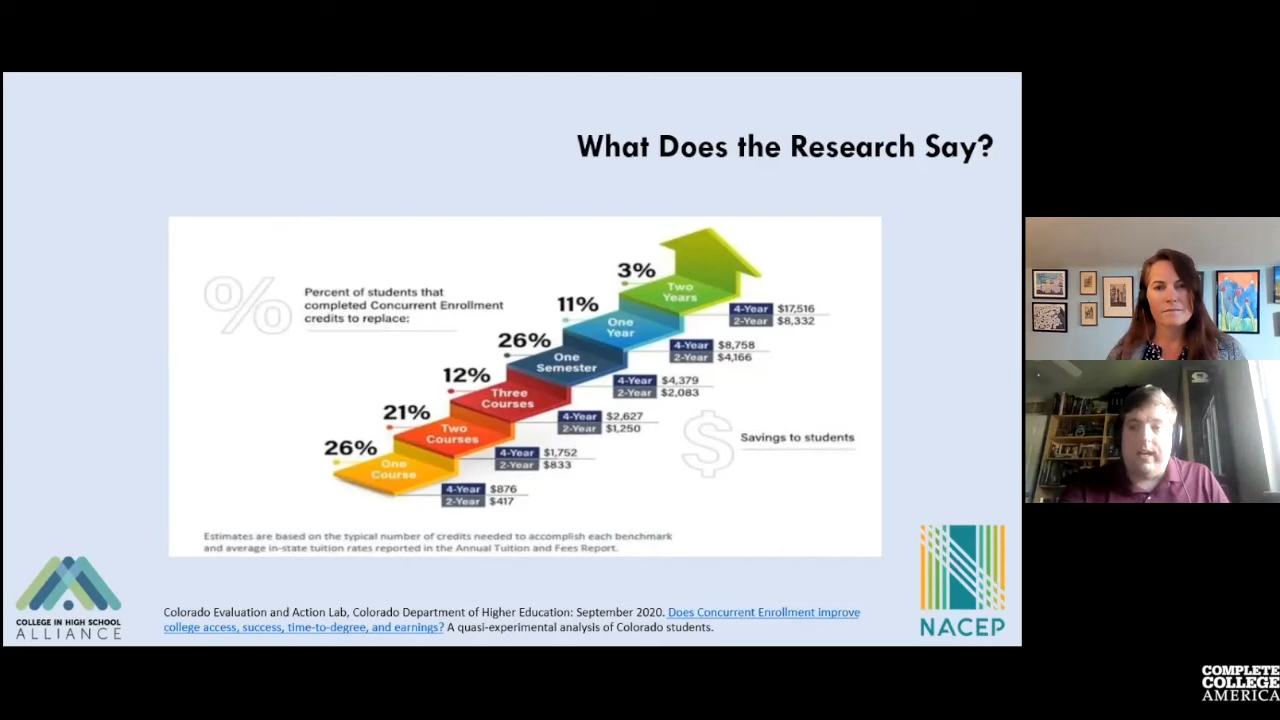 What Does the Research Say?
%
Percent of students that
completed Concurrent Enrollment
credits to replace:
3%
Two
Years
4-Year $17,516
2-Year $8,332
11%
One
Year
4-Year $8,758
2-Year $4,166
26%
One
Semester
4-Year $4,379
2-Year $2,083
12%
Three
Courses
4-Year $2,627
2-Year $1,250
21%
Two
Courses
4-Year $1,752
2-Year $833
26%
One
Course
4-Year $876
2-Year $417
$
Savings to students
Estimates are based on the typical number of credits needed to accomplish each benchmark
and average in-state tuition rates reported in the Annual Tuition and Fees Report.
COLLEGE IN HIGH SCHOOL
ALLIANCE
Colorado Evaluation and Action Lab, Colorado Department of Higher Education: September 2020. Does Concurrent Enrollment improve
college access, success, time-to-degree, and earnings? A quasi-experimental analysis of Colorado students.
NACEP
COMPLETE
COLLEGE
AMERICA